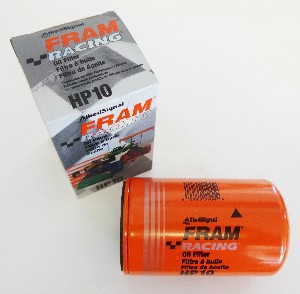 AlliedSignal
FRAM
RACING
Oil Filter
Filtre à huile
Filtro de Aceite
HP10
AlliedSignal
FRAM
HP10
AlliedSignal
FRAM
RACING
Oil Filter
Filtre à huile
Filtro de Aceite
HP10